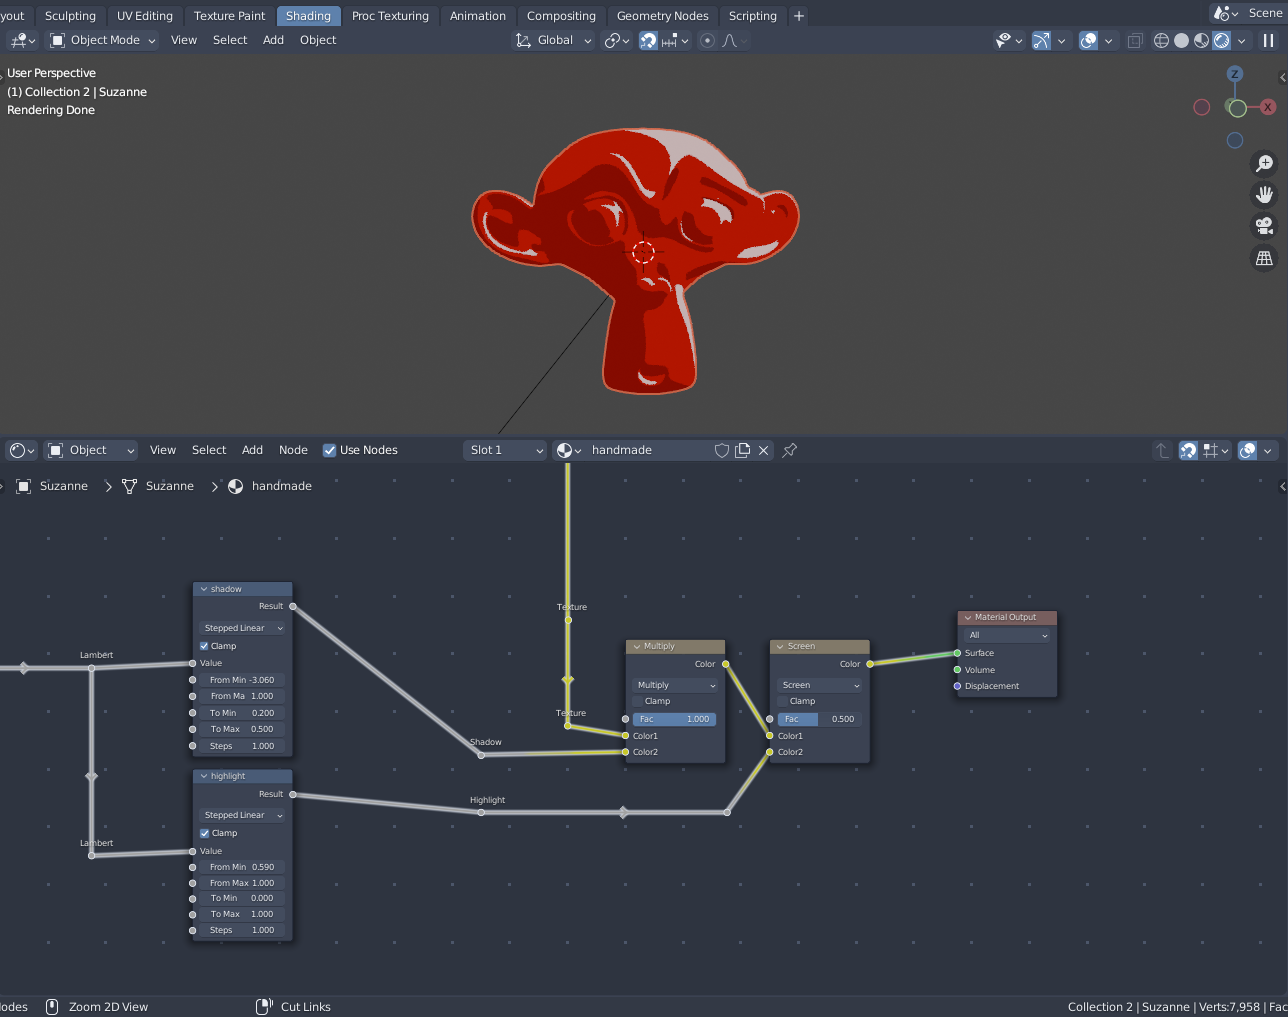 yout Sculpting UV Editing Texture Paint Shading Proc Texturing Animation Compositing Geometry Nodes Scripting + Scene
Object Mode View Select Add Object Global
User Perspective
(1) Collection 2 | Suzanne
Rendering Done
Z
X
Object View Select Add Node Use Nodes Slot 1 handmade
Suzanne > Suzanne > handmade
shadow
Result
Stepped Linear
Clamp
Value
From Min -3.060
From Ma 1.000
To Min 0.200
To Max 0.500
Steps 1.000
Lambert
Lambert
highlight
Result
Stepped Linear
Clamp
Value
From Min 0.590
From Max 1.000
To Min 0.000
To Max 1.000
Steps 1.000
Shadow
Highlight
Texture
Texture
Multiply
Color
Multiply
Clamp
Fac 1.000
Color1
Color2
Screen
Color
Screen
Clamp
Fac 0.500
Color1
Color2
Material Output
All
Surface
Volume
Displacement
lodes Zoom 2D View Cut Links Collection 2 | Suzanne | Verts:7,958 | Fac